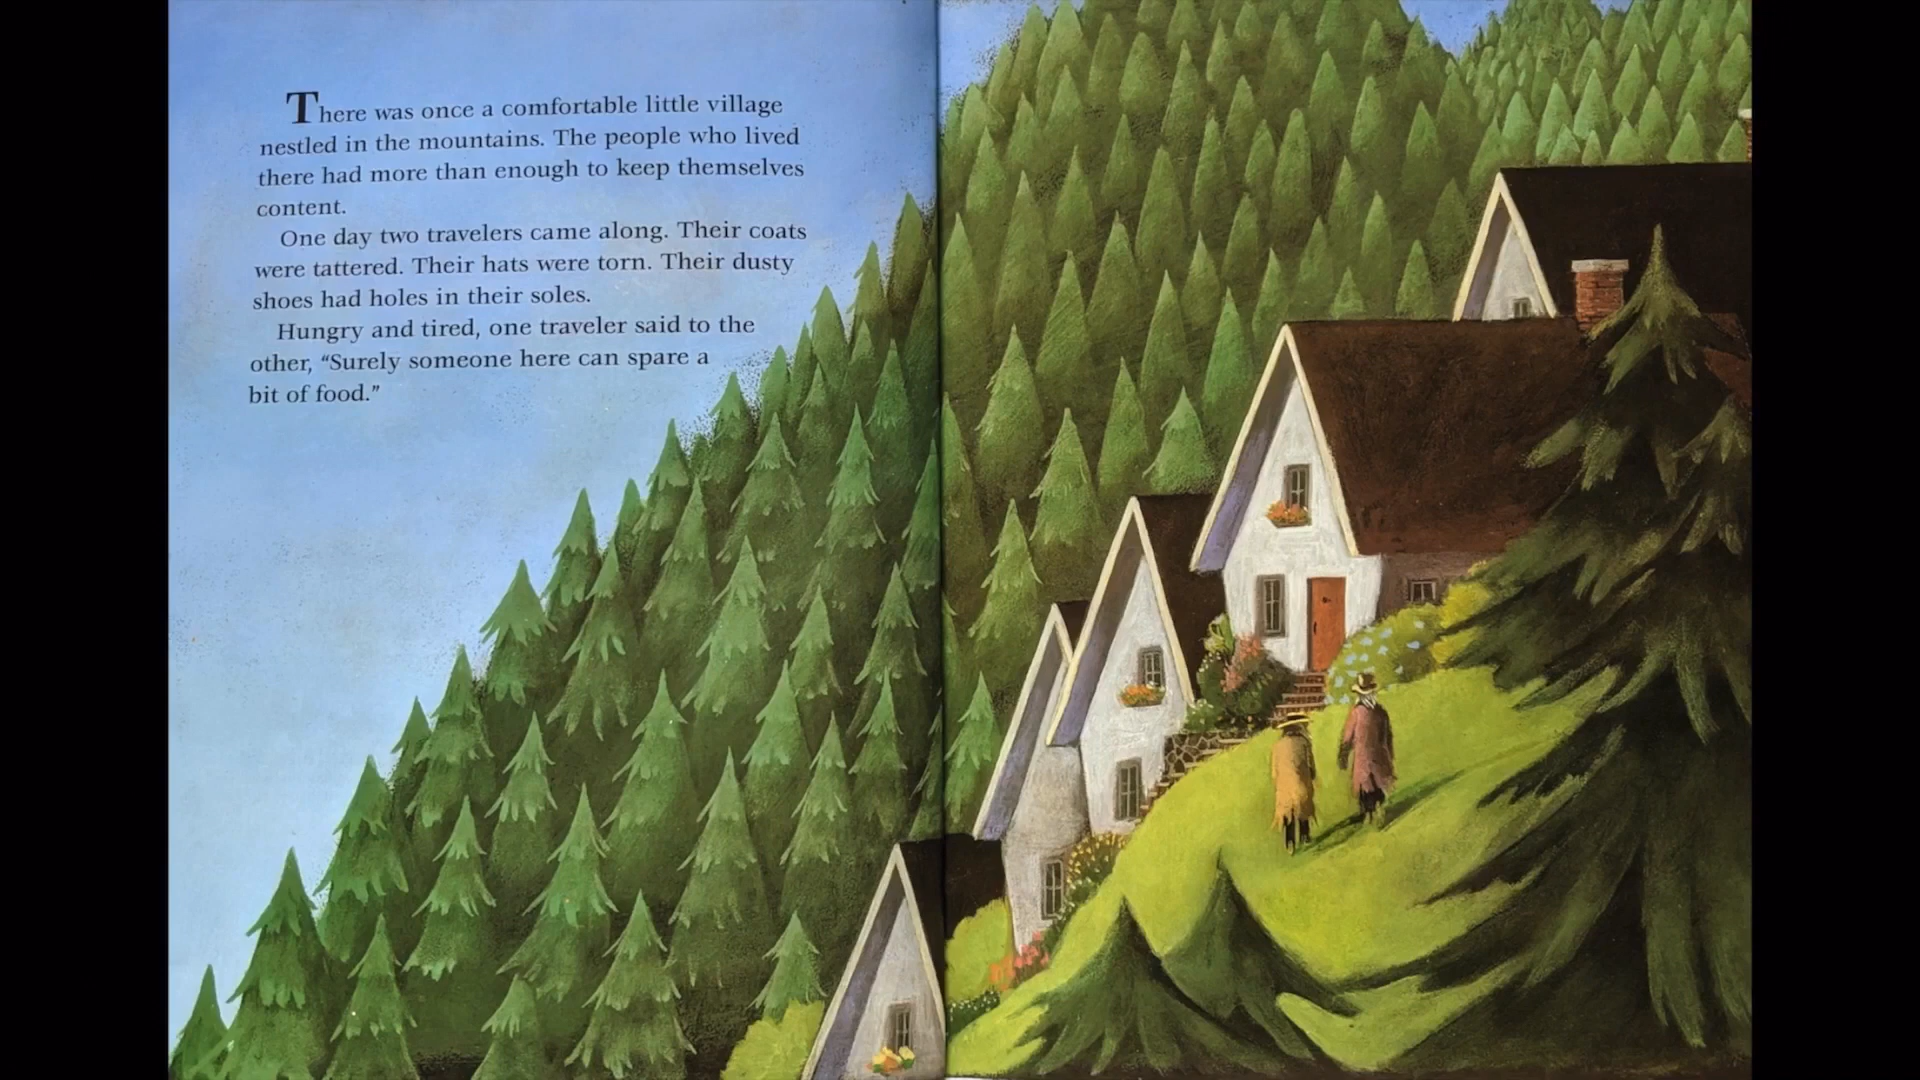 There was once a comfortable little village
nestled in the mountains. The people who lived
there had more than enough to keep themselves
content.
One day two travelers came along. Their coats
were tattered. Their hats were torn. Their dusty
shoes had holes in their soles.
Hungry and tired, one traveler said to the
other, “Surely someone here can spare a
bit of food.”